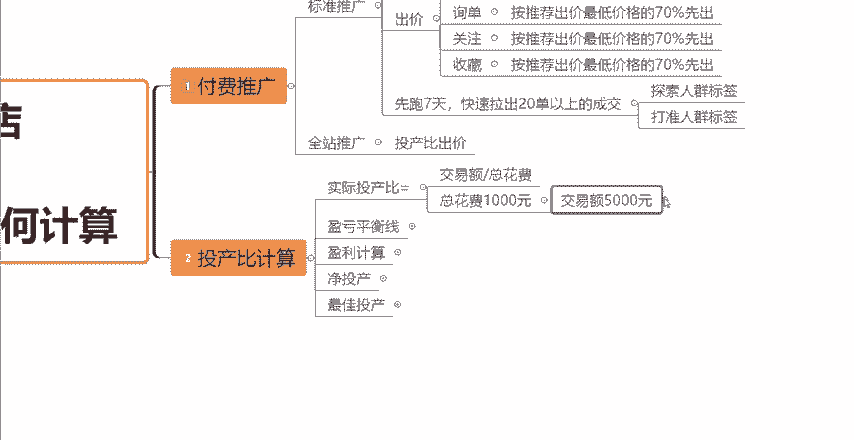 标准推广
出价
询单 按推荐出价最低价格的70%先出
关注 按推荐出价最低价格的70%先出
收藏 按推荐出价最低价格的70%先出
先跑7天，快速拉出20单以上的成交
探索人群标签
打准人群标签
1 付费推广
全站推广 投产比出价
店
何计算
2 投产比计算
实际投产比=
交易额/总花费
总花费1000元 交易额5000元
盈亏平衡线
盈利计算
净投产
最佳投产